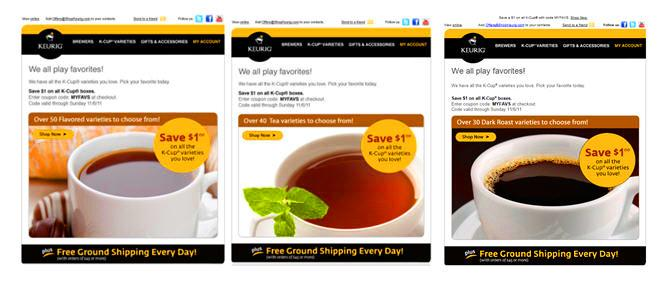 View online Add Offers@ShopKeurig.com to your contacts. Send to a friend Follow us:
KEURIG
BREWERS K-CUP® VARIETIES GIFTS & ACCESSORIES MY ACCOUNT
We all play favorites!
We have all the K-Cup® varieties you love. Pick your favorite today.
Save $1 on all K-Cup® boxes.
Enter coupon code: MYFAVS at checkout.
Code valid through Sunday 11/6/11
Over 50 Flavored varieties to choose from!
Shop Now >
Save $1⁰⁰
on all the
K-Cup® varieties
you love!
plus Free Ground Shipping Every Day!
(with orders of $45 or more)
View online Add Offers@ShopKeurig.com to your contacts. Send to a friend Follow us:
KEURIG
BREWERS K-CUP® VARIETIES GIFTS & ACCESSORIES MY ACCOUNT
We all play favorites!
We have all the K-Cup® varieties you love. Pick your favorite today.
Save $1 on all K-Cup® boxes.
Enter coupon code: MYFAVS at checkout.
Code valid through Sunday 11/6/11
Over 40 Tea varieties to choose from!
Shop Now >
Save $1⁰⁰
on all the
K-Cup® varieties
you love!
plus Free Ground Shipping Every Day!
(with orders of $45 or more)
Save a $1 on all K-Cup® with code MYFAVS. Shop Now.
View online Add Offers@ShopKeurig.com to your contacts. Send to a friend Follow us:
KEURIG
BREWERS K-CUP® VARIETIES GIFTS & ACCESSORIES MY ACCOUNT
We all play favorites!
We have all the K-Cup® varieties you love. Pick your favorite today.
Save $1 on all K-Cup® boxes.
Enter coupon code: MYFAVS at checkout.
Code valid through Sunday 11/6/11
Over 30 Dark Roast varieties to choose from!
Shop Now >
Save $1⁰⁰
on all the
K-Cup® varieties
you love!
plus Free Ground Shipping Every Day!
(with orders of $45 or more)